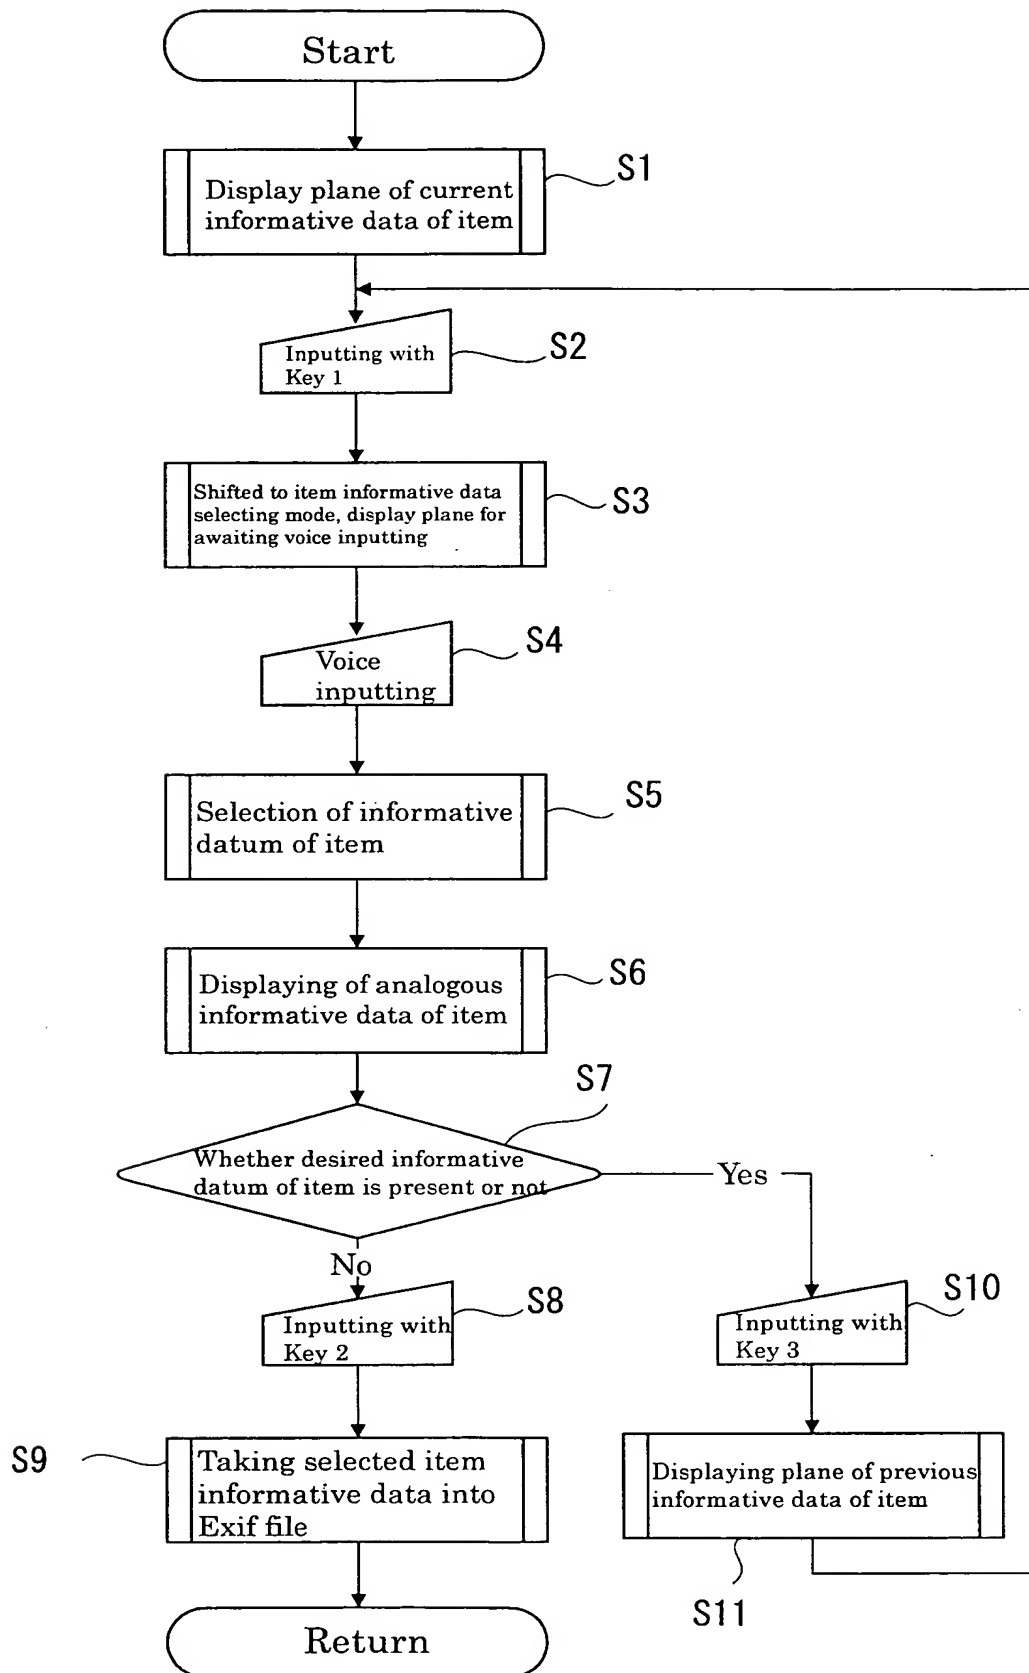 Start
Display plane of current
informative data of item
S1
Inputting with
Key 1
S2
Shifted to item informative data
selecting mode, display plane for
awaiting voice inputting
S3
Voice
inputting
S4
Selection of informative
datum of item
S5
Displaying of analogous
informative data of item
S6
S7
Whether desired informative
datum of item is present or not
Yes
No
Inputting with
Key 2
S8
Inputting with
Key 3
S10
S9
Taking selected item
informative data into
Exif file
Displaying plane of previous
informative data of item
S11
Return